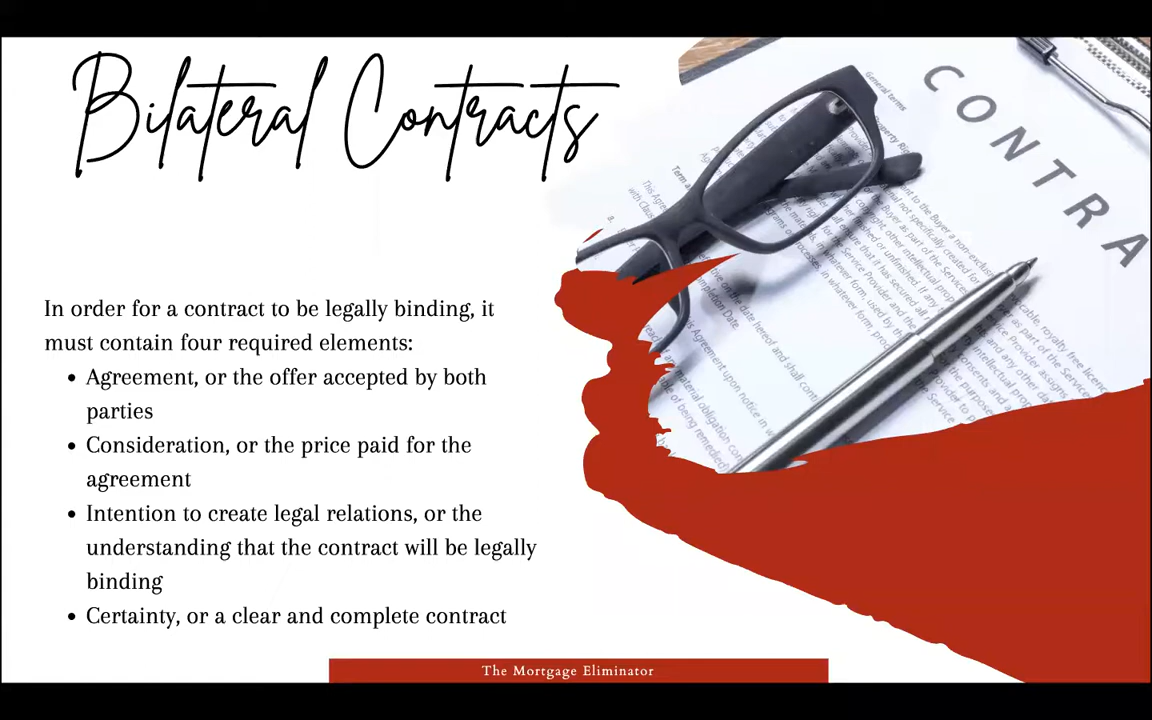 Bilateral Contracts
In order for a contract to be legally binding, it
must contain four required elements:
• Agreement, or the offer accepted by both
parties
• Consideration, or the price paid for the
agreement
• Intention to create legal relations, or the
understanding that the contract will be legally
binding
• Certainty, or a clear and complete contract
The Mortgage Eliminator
CONTRA
General terms